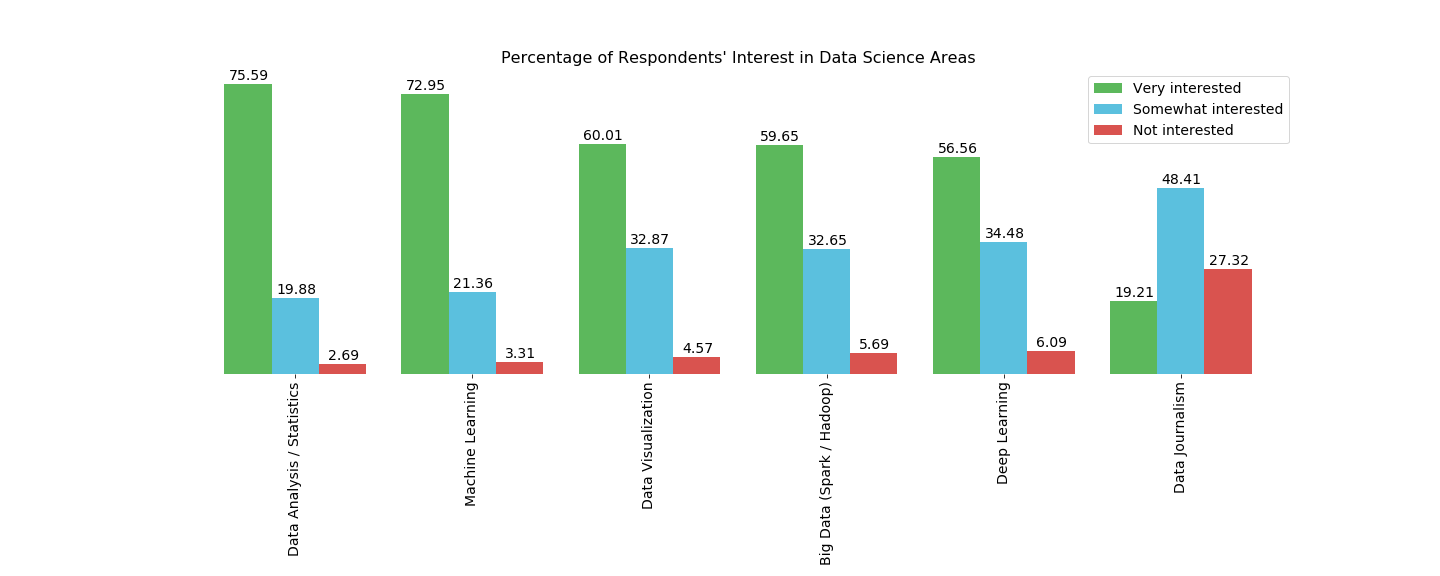 Percentage of Respondents' Interest in Data Science Areas
Very interested
Somewhat interested
Not interested
75.59
19.88
2.69
72.95
21.36
3.31
60.01
32.87
4.57
59.65
32.65
5.69
56.56
34.48
6.09
19.21
48.41
27.32
Data Analysis / Statistics
Machine Learning
Data Visualization
Big Data (Spark / Hadoop)
Deep Learning
Data Journalism